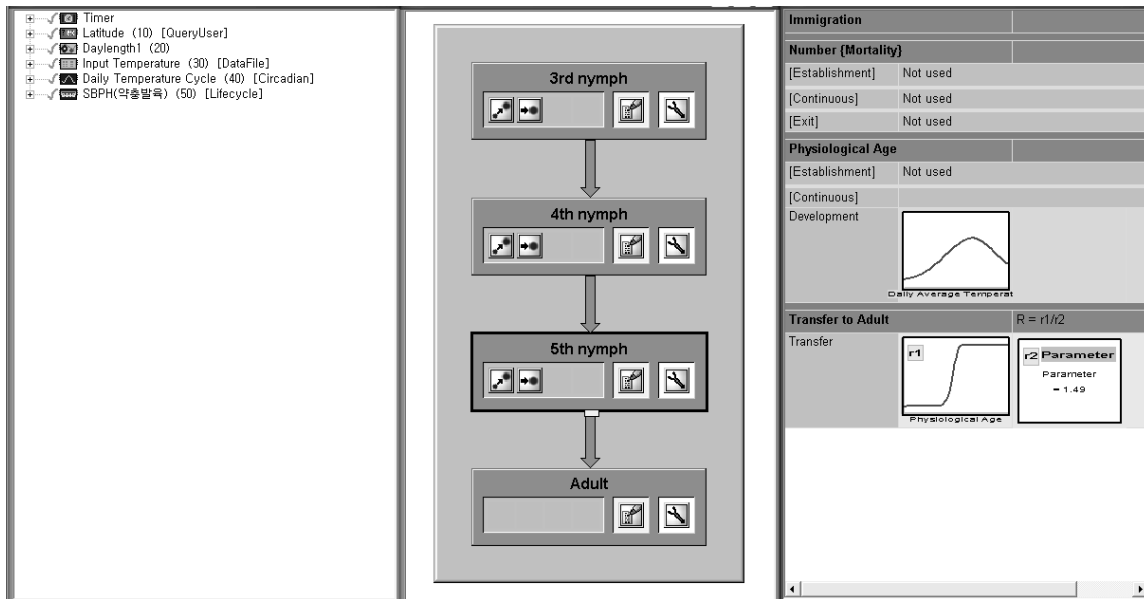 Timer
Latitude (10) [QueryUser]
Daylength1 (20)
Input Temperature (30) [DataFile]
Daily Temperature Cycle (40) [Circadian]
SBPH(약충발육) (50) [Lifecycle]
3rd nymph
4th nymph
5th nymph
Adult
Immigration
Number {Mortality}
[Establishment] Not used
[Continuous] Not used
[Exit] Not used
Physiological Age
[Establishment] Not used
[Continuous]
Development
Daily Average Temperat
Transfer to Adult R = r1/r2
Transfer
r1
Physiological Age
r2 Parameter
Parameter
= 1.49